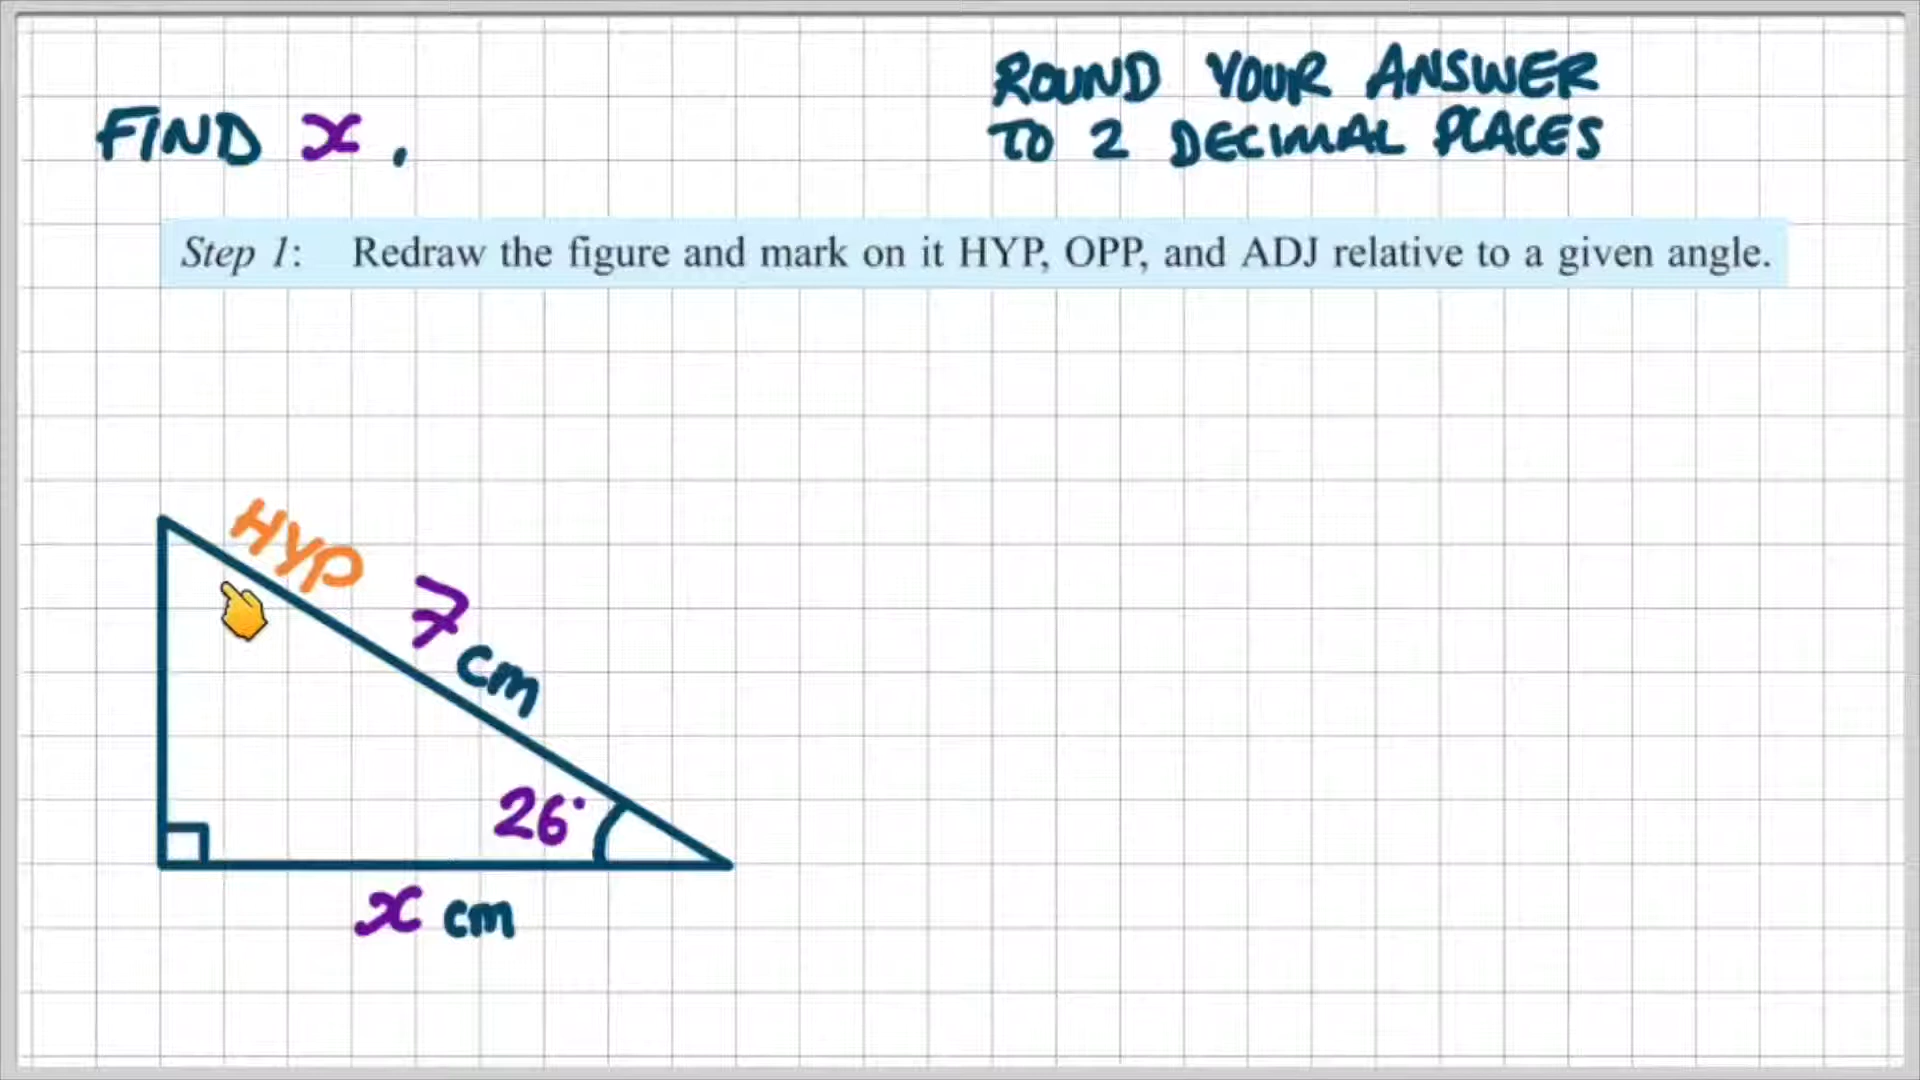 FIND x.
ROUND YOUR ANSWER
TO 2 DECIMAL PLACES
Step 1: Redraw the figure and mark on it HYP, OPP, and ADJ relative to a given angle.
HYP
7 cm
26°
x cm